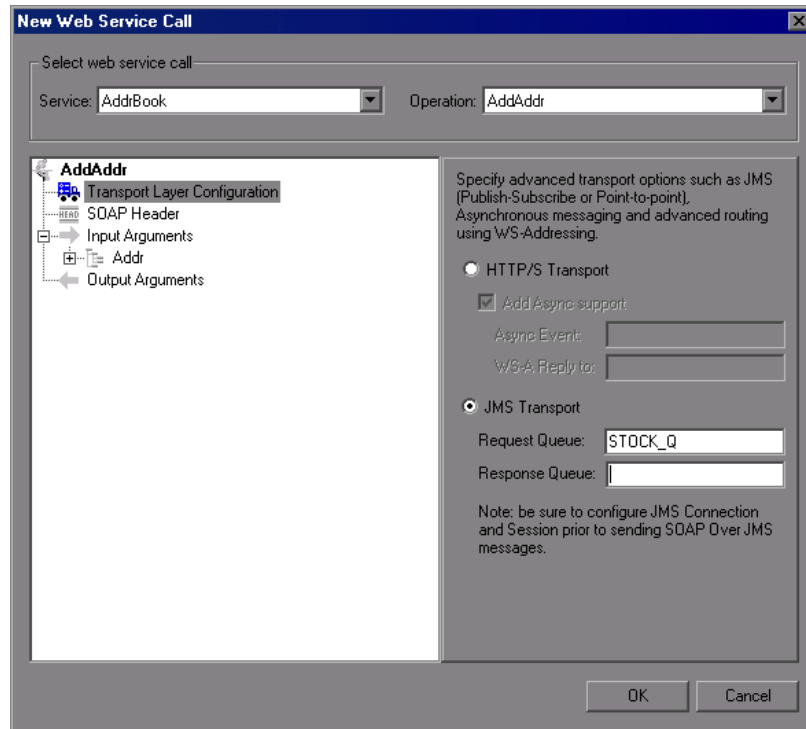 New Web Service Call
Select web service call
Service: AddrBook Operation: AddAddr
AddAddr
Transport Layer Configuration
HEAD SOAP Header
Input Arguments
Addr
Output Arguments
Specify advanced transport options such as JMS
(Publish-Subscribe or Point-to-point),
Asynchronous messaging and advanced routing
using WS-Addressing.
HTTP/S Transport
Add Async support
Async Event:
WS-A Reply to:
JMS Transport
Request Queue: STOCK_Q
Response Queue:
Note: be sure to configure JMS Connection
and Session prior to sending SOAP Over JMS
messages.
OK Cancel